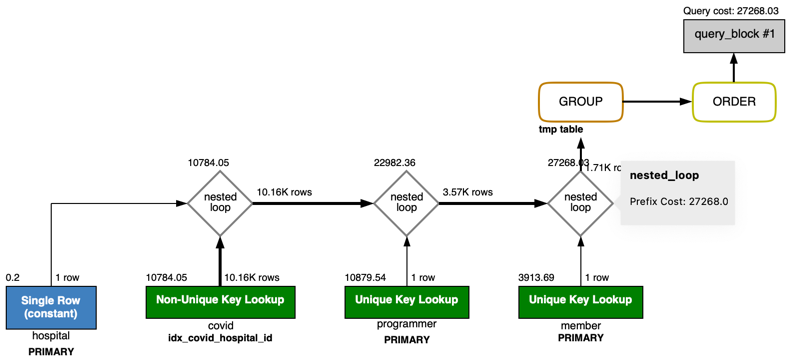 Query cost: 27268.03
query_block #1
GROUP
ORDER
tmp table
10784.05
22982.36
27268.03
1.71K ro
nested_loop
Prefix Cost: 27268.0
nested
loop
10.16K rows
nested
loop
3.57K rows
nested
loop
0.2
1 row
10784.05
10.16K rows
10879.54
1 row
3913.69
1 row
Single Row
(constant)
Non-Unique Key Lookup
Unique Key Lookup
Unique Key Lookup
hospital
covid
programmer
member
PRIMARY
idx_covid_hospital_id
PRIMARY
PRIMARY